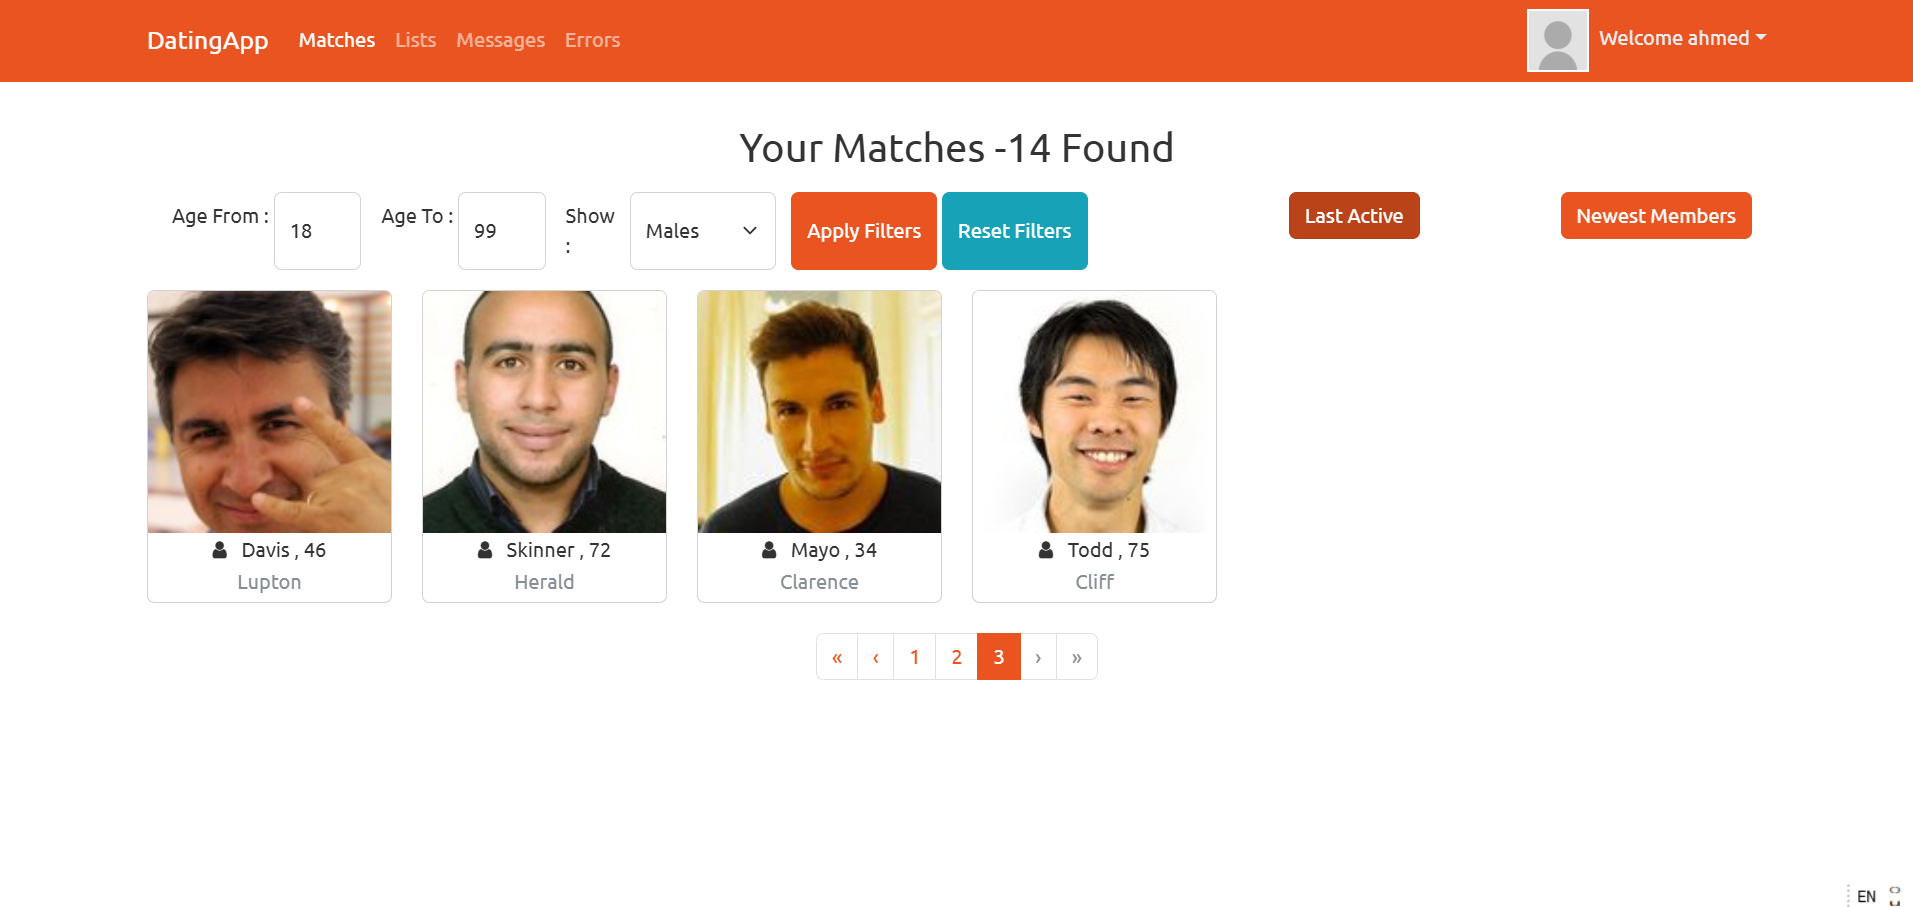 DatingApp Matches Lists Messages Errors Welcome ahmed
Your Matches -14 Found
Age From : 18 Age To : 99 Show : Males Apply Filters Reset Filters Last Active Newest Members
Davis , 46
Lupton
Skinner , 72
Herald
Mayo , 34
Clarence
Todd , 75
Cliff
« ‹ 1 2 3 › »
EN